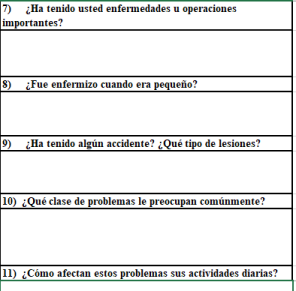 7) ¿Ha tenido usted enfermedades u operaciones
importantes?
8) ¿Fue enfermizo cuando era pequeño?
9) ¿Ha tenido algún accidente? ¿Qué tipo de lesiones?
10) ¿Qué clase de problemas le preocupan comúnmente?
11) ¿Cómo afectan estos problemas sus actividades diarias?